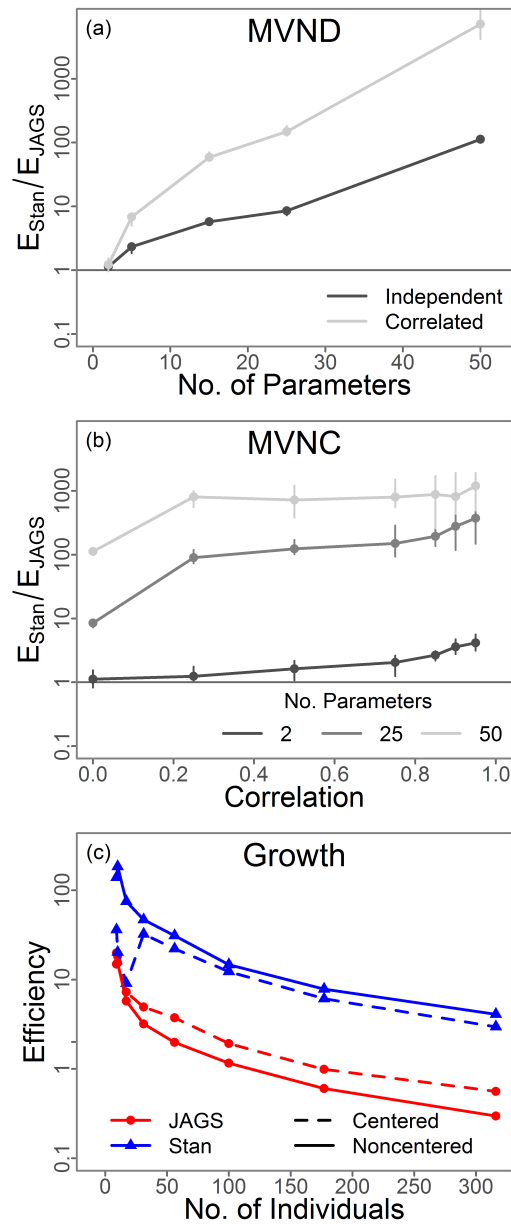 (a) MVND
1000
100
10
1
0.1
E_Stan/E_JAGS
Independent
Correlated
0 10 20 30 40 50
No. of Parameters
(b) MVNC
1000
100
10
1
0.1
E_Stan/E_JAGS
No. Parameters
2 25 50
0.0 0.2 0.4 0.6 0.8 1.0
Correlation
(c) Growth
100
10
1
0.1
Efficiency
JAGS Centered
Stan Noncentered
0 50 100 150 200 250 300
No. of Individuals